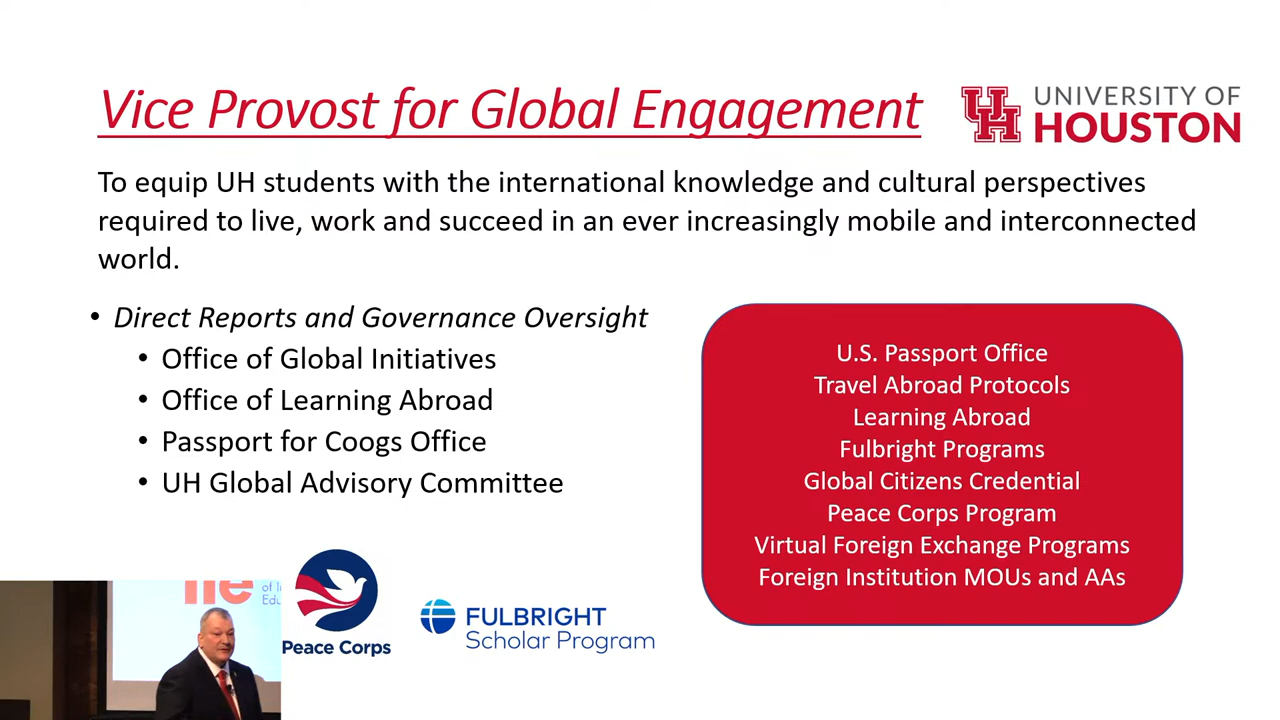 Vice Provost for Global Engagement
UNIVERSITY OF
HOUSTON
To equip UH students with the international knowledge and cultural perspectives
required to live, work and succeed in an ever increasingly mobile and interconnected
world.
• Direct Reports and Governance Oversight
• Office of Global Initiatives
• Office of Learning Abroad
• Passport for Coogs Office
• UH Global Advisory Committee
U.S. Passport Office
Travel Abroad Protocols
Learning Abroad
Fulbright Programs
Global Citizens Credential
Peace Corps Program
Virtual Foreign Exchange Programs
Foreign Institution MOUs and AAs
Peace Corps
FULBRIGHT
Scholar Program
iie
of I
Edu